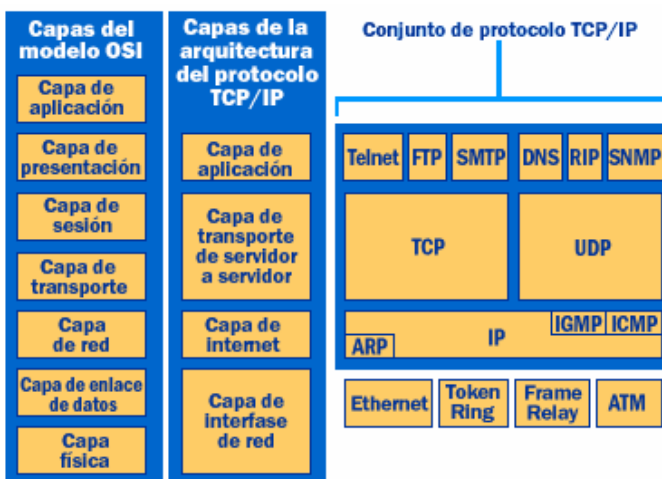 Capas del
modelo OSI
Capa de
aplicación
Capa de
presentación
Capa de
sesión
Capa de
transporte
Capa
de red
Capa de enlace
de datos
Capa
física
Capas de la
arquitectura
del protocolo
TCP/IP
Capa de
aplicación
Capa de
transporte
de servidor
a servidor
Capa de
internet
Capa de
interfase
de red
Conjunto de protocolo TCP/IP
Telnet FTP SMTP DNS RIP SNMP
TCP UDP
ARP IP IGMP ICMP
Ethernet Token Ring Frame Relay ATM